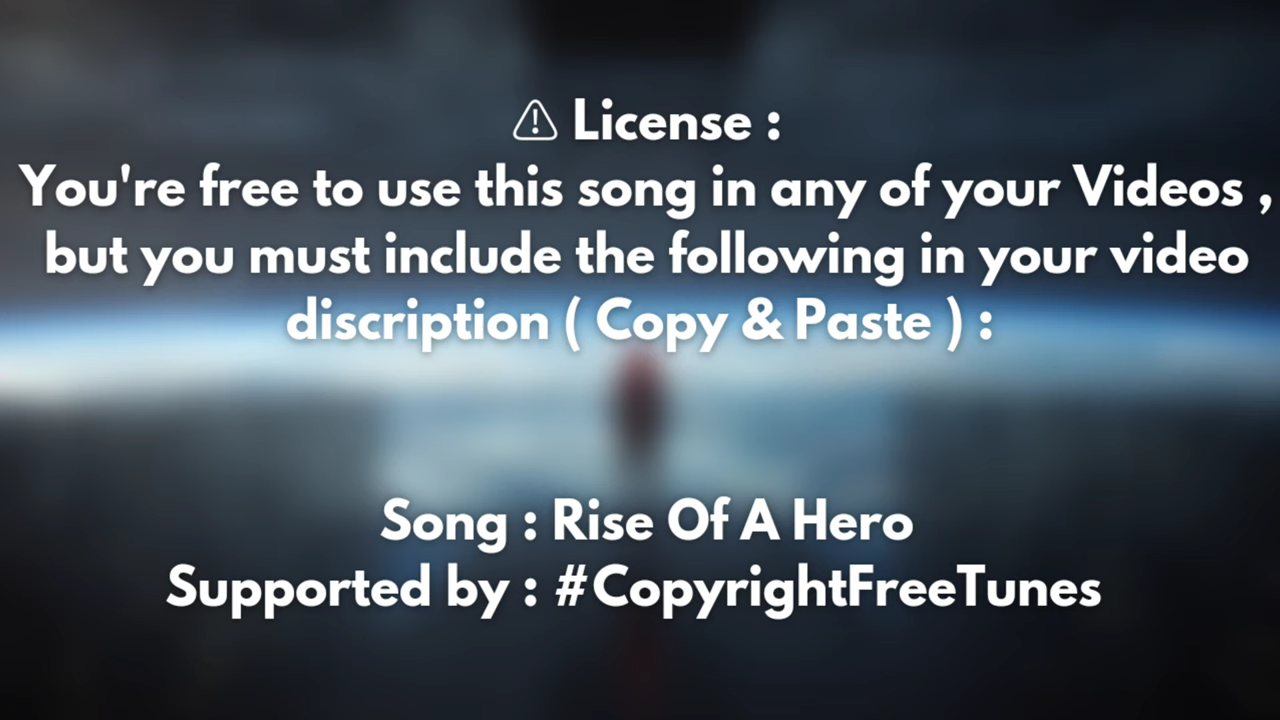 ⚠ License :
You're free to use this song in any of your Videos ,
but you must include the following in your video
discription ( Copy & Paste ) :
Song : Rise Of A Hero
Supported by : #CopyrightFreeTunes